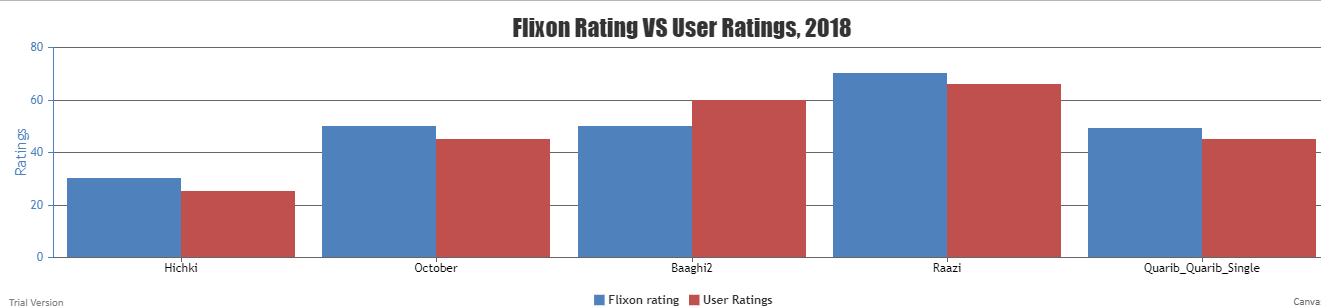 Flixon Rating VS User Ratings, 2018
80
60
40
20
0
Ratings
Hichki October Baaghi2 Raazi Quarib_Quarib_Single
Flixon rating User Ratings
Trial Version Canva